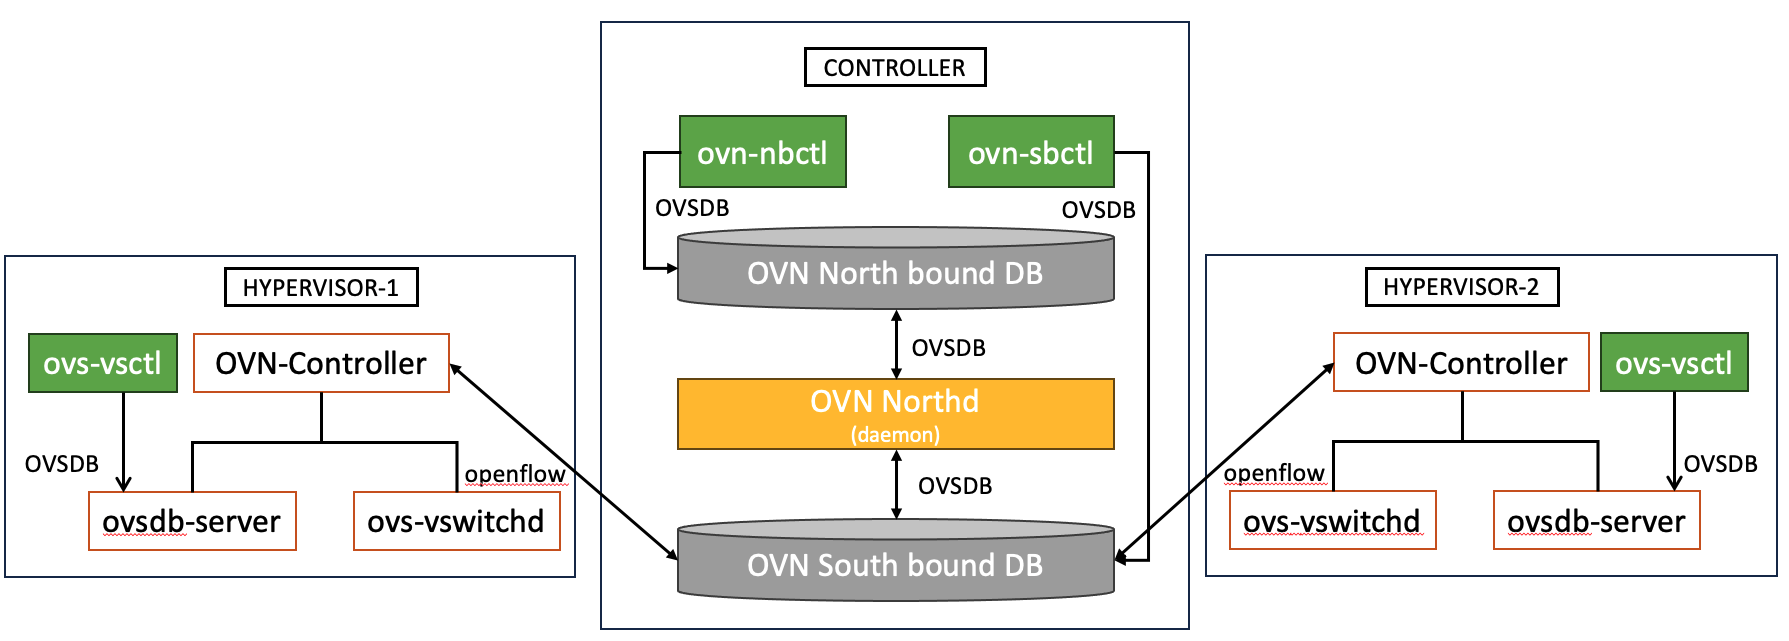 CONTROLLER
ovn-nbctl
ovn-sbctl
OVSDB
OVSDB
OVN North bound DB
OVSDB
OVN Northd
(daemon)
OVSDB
OVN South bound DB
HYPERVISOR-1
ovs-vsctl
OVN-Controller
OVSDB
openflow
ovsdb-server
ovs-vswitchd
HYPERVISOR-2
OVN-Controller
ovs-vsctl
openflow
OVSDB
ovs-vswitchd
ovsdb-server